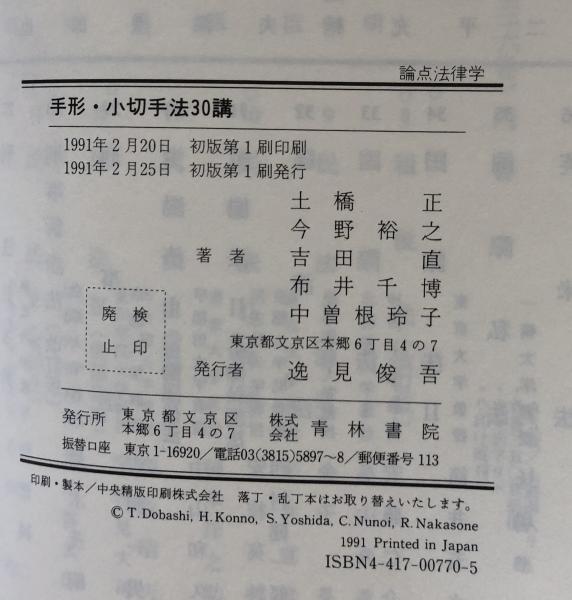 論点法律学
手形・小切手法30講
1991年2月20日 初版第1刷印刷
1991年2月25日 初版第1刷発行
土橋 正
今野裕之
著者 吉田 直
布井千博
中曽根玲子
検印
廃止
東京都文京区本郷6丁目4の7
発行者 逸見俊吾
発行所 東京都文京区本郷6丁目4の7 株式会社 青林書院
振替口座 東京1-16920/電話03(3815)5897~8/郵便番号113
印刷・製本/中央精版印刷株式会社 落丁・乱丁本はお取り替えいたします。
© T. Dobashi, H. Konno, S. Yoshida, C. Nunoi, R. Nakasone
1991 Printed in Japan
ISBN4-417-00770-5